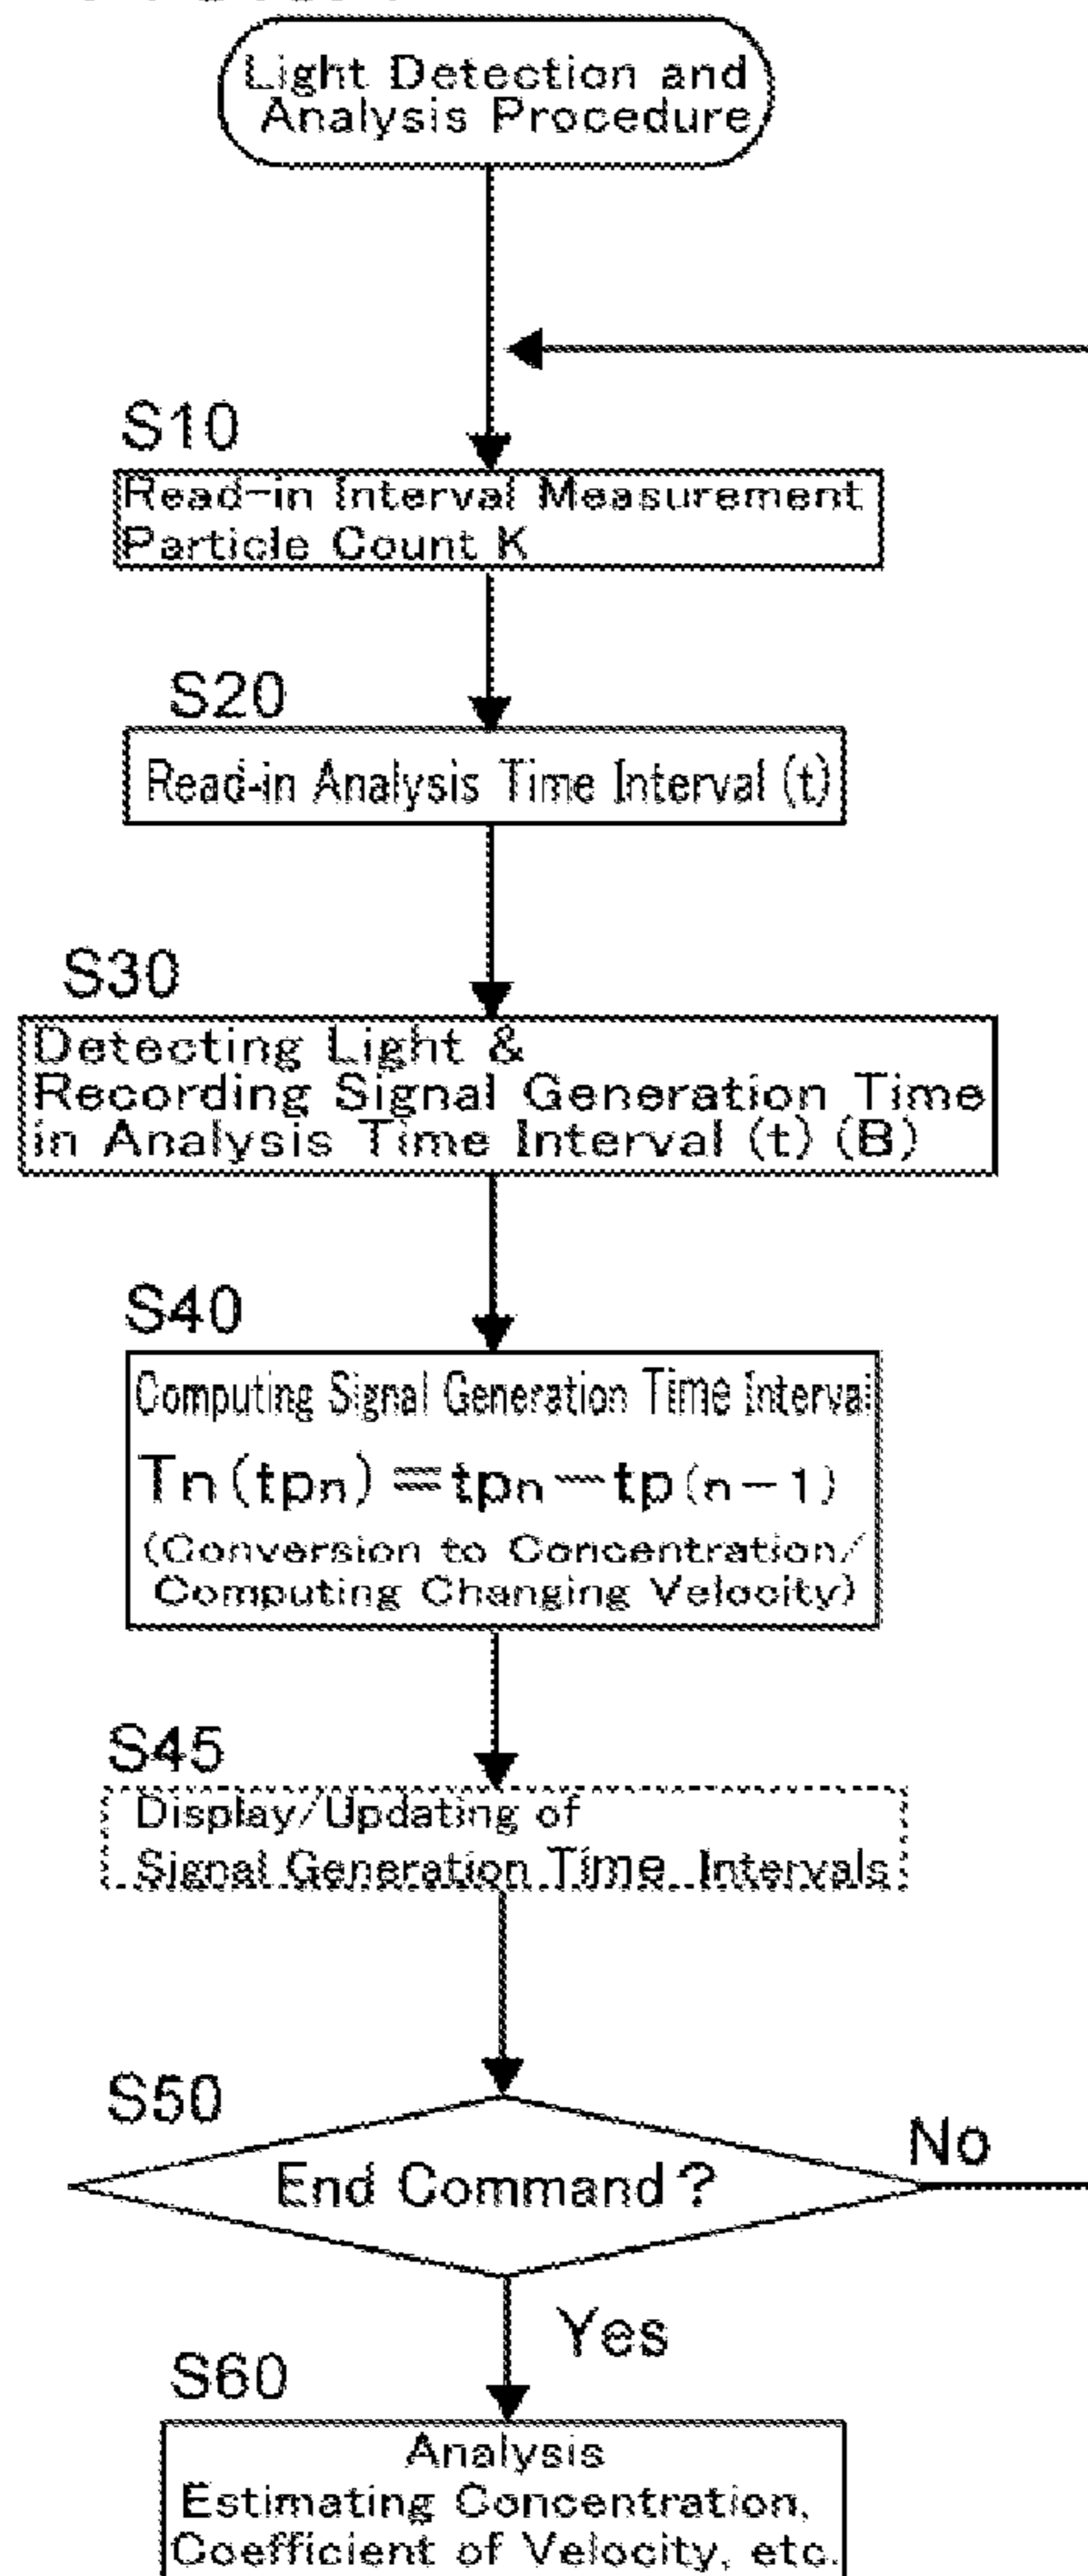 Light Detection and
Analysis Procedure
S10
Read-in Interval Measurement
Particle Count K
S20
Read-in Analysis Time Interval (t)
S30
Detecting Light &
Recording Signal Generation Time
in Analysis Time Interval (t) (B)
S40
Computing Signal Generation Time Interval
Tn(tpn)=tpn-tp(n-1)
(Conversion to Concentration/
Computing Changing Velocity)
S45
Display/Updating of
Signal Generation Time Intervals
S50
End Command?
No
Yes
S60
Analysis
Estimating Concentration,
Coefficient of Velocity, etc.